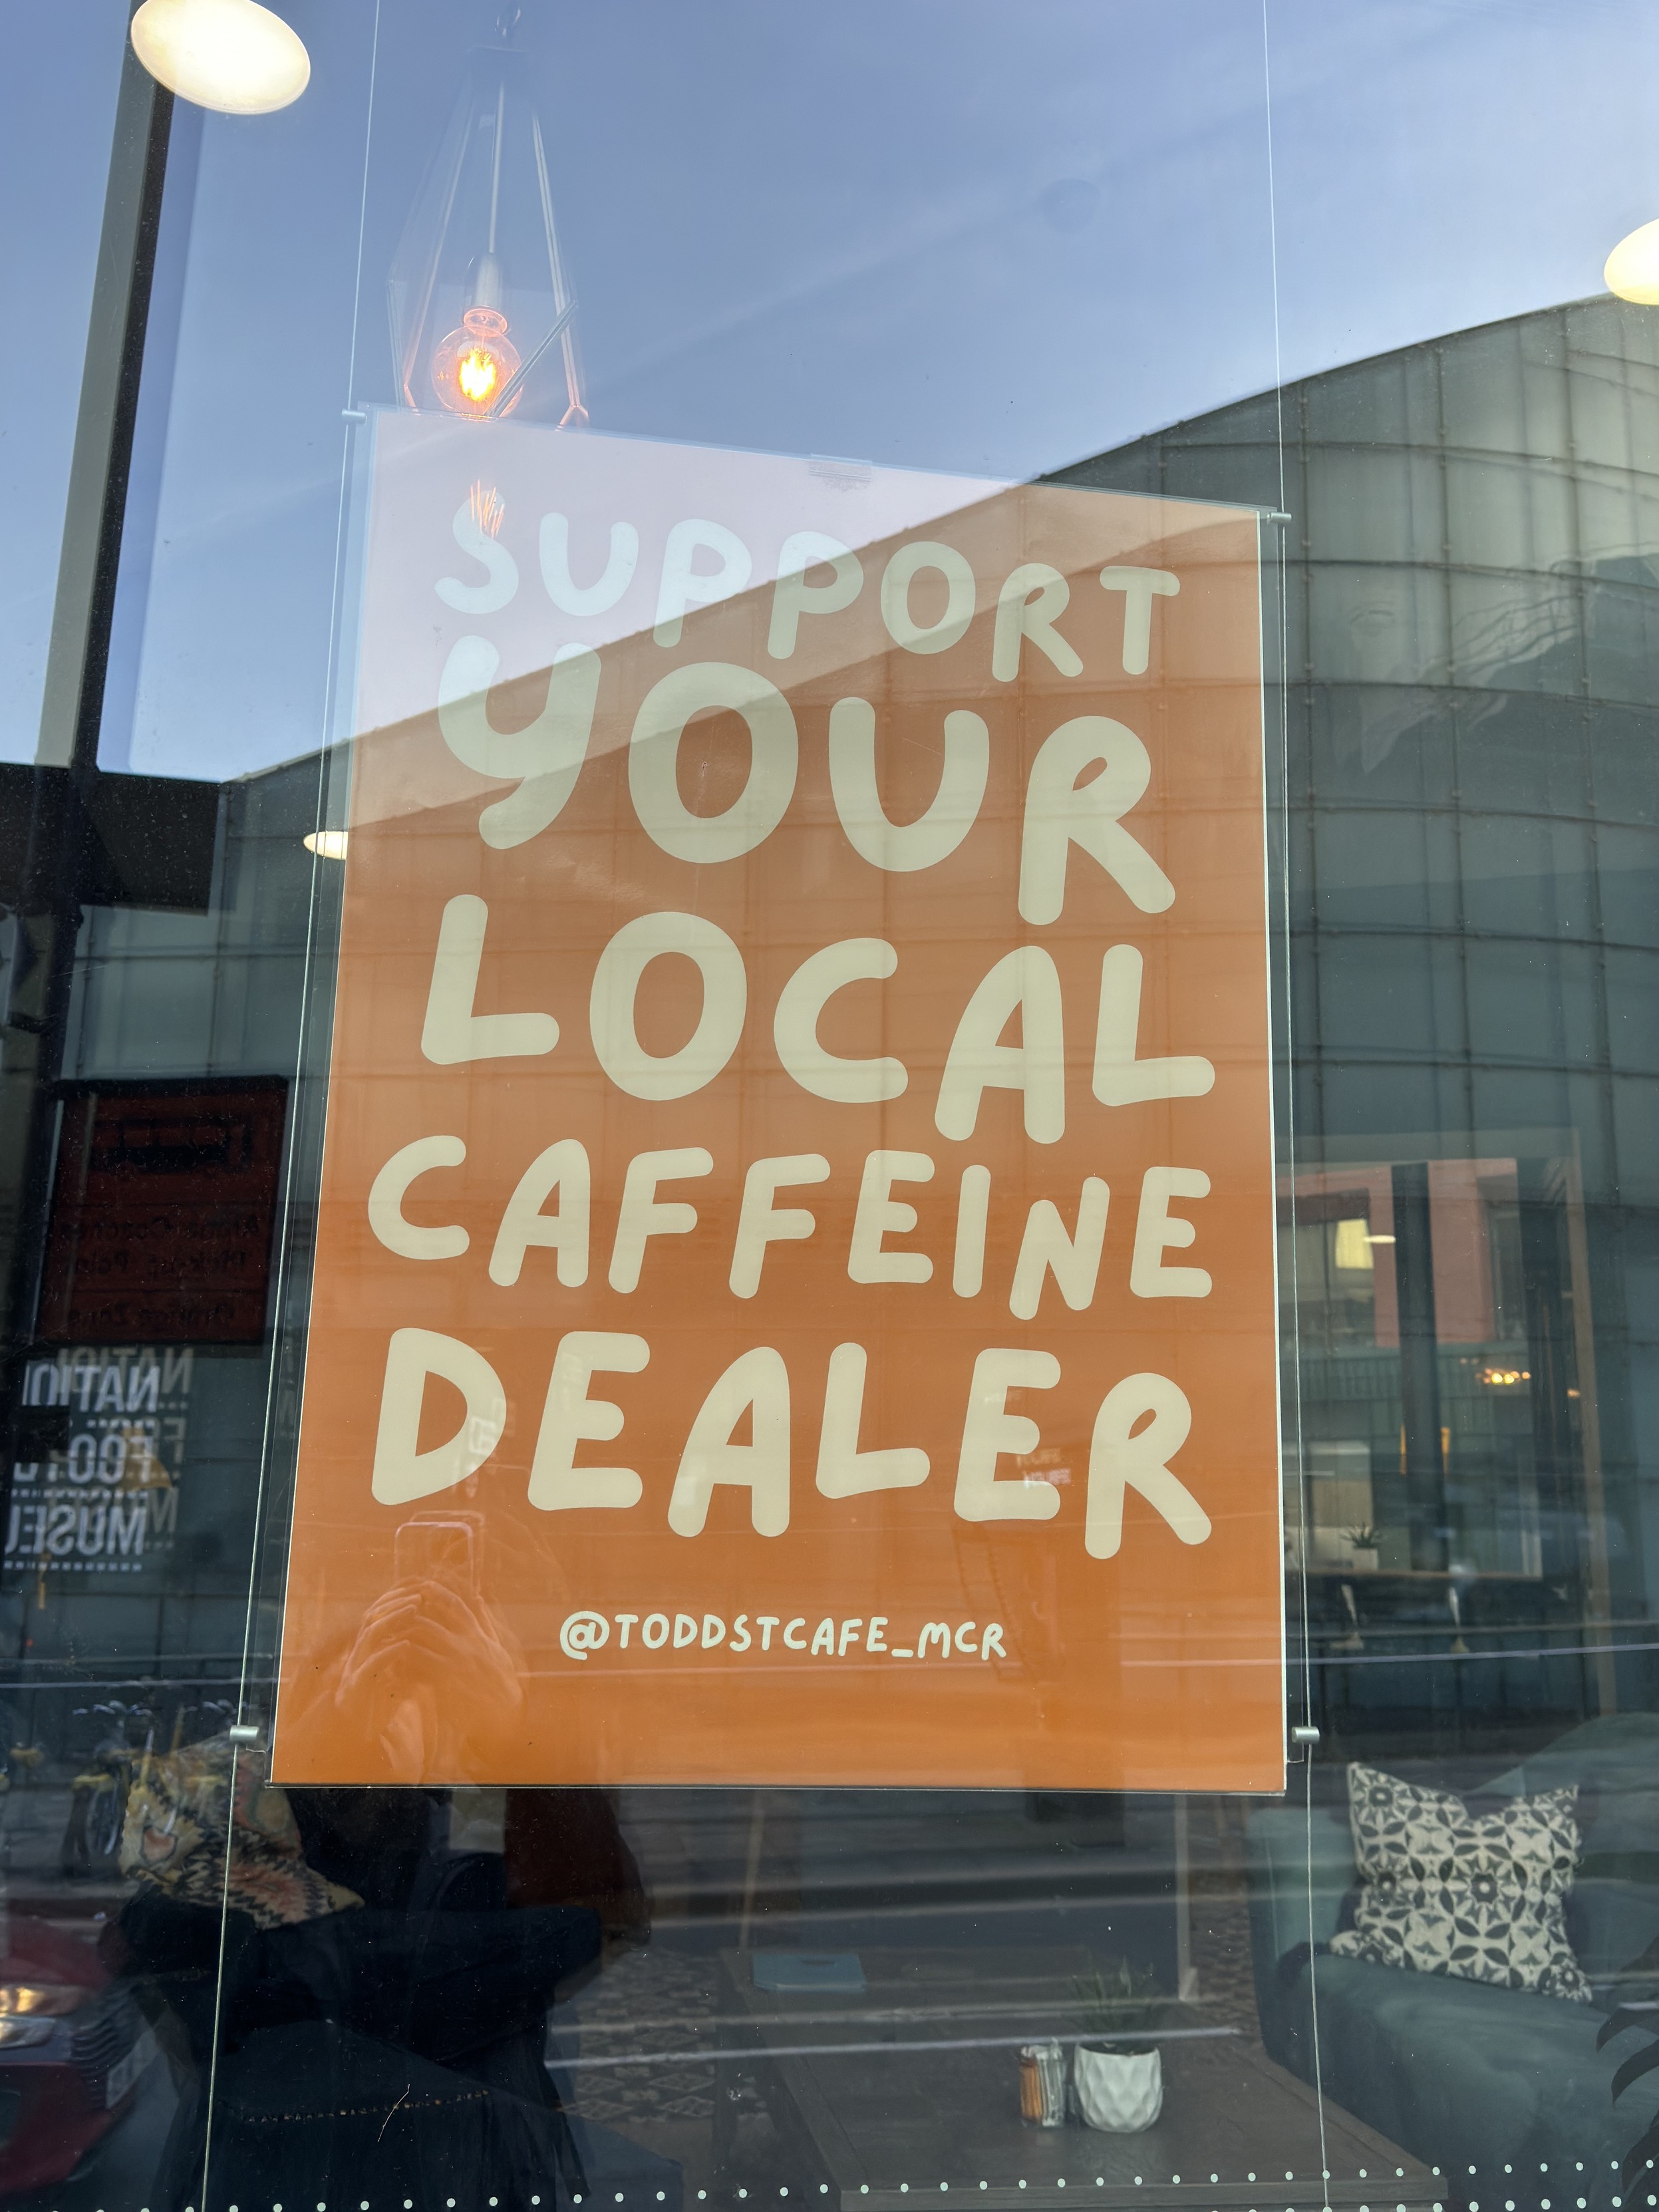 SUPPORT
YOUR
LOCAL
CAFFEINE
DEALER
@TODDSTCAFE_MCR